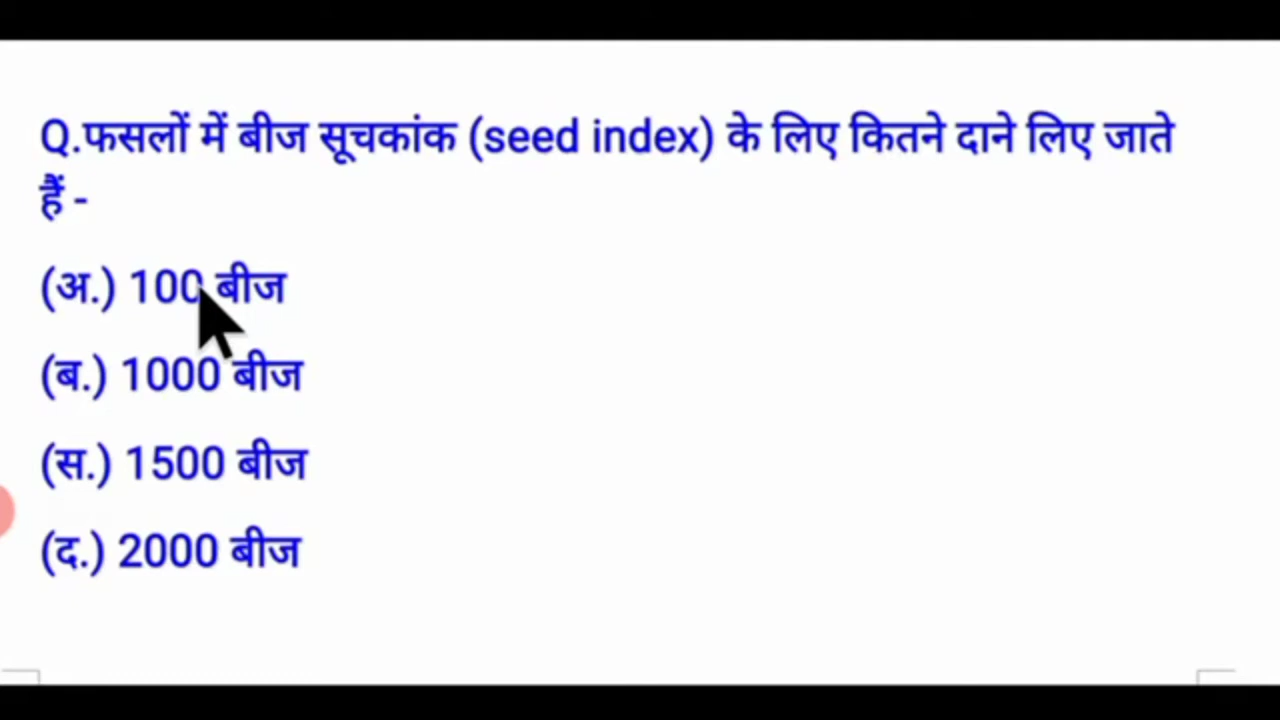 Q.फसलों में बीज सूचकांक (seed index) के लिए कितने दाने लिए जाते
हैं -
(अ.) 100 बीज
(ब.) 1000 बीज
(स.) 1500 बीज
(द.) 2000 बीज